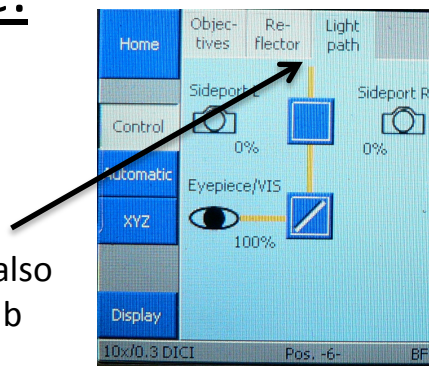 Home
Objec-
tives
Re-
flector
Light
path
Sideport
Sideport R
Control
0%
0%
Automatic
Eyepiece/VIS
XYZ
100%
also
b
Display
10x/0.3 DICI
Pos. -6-
BF